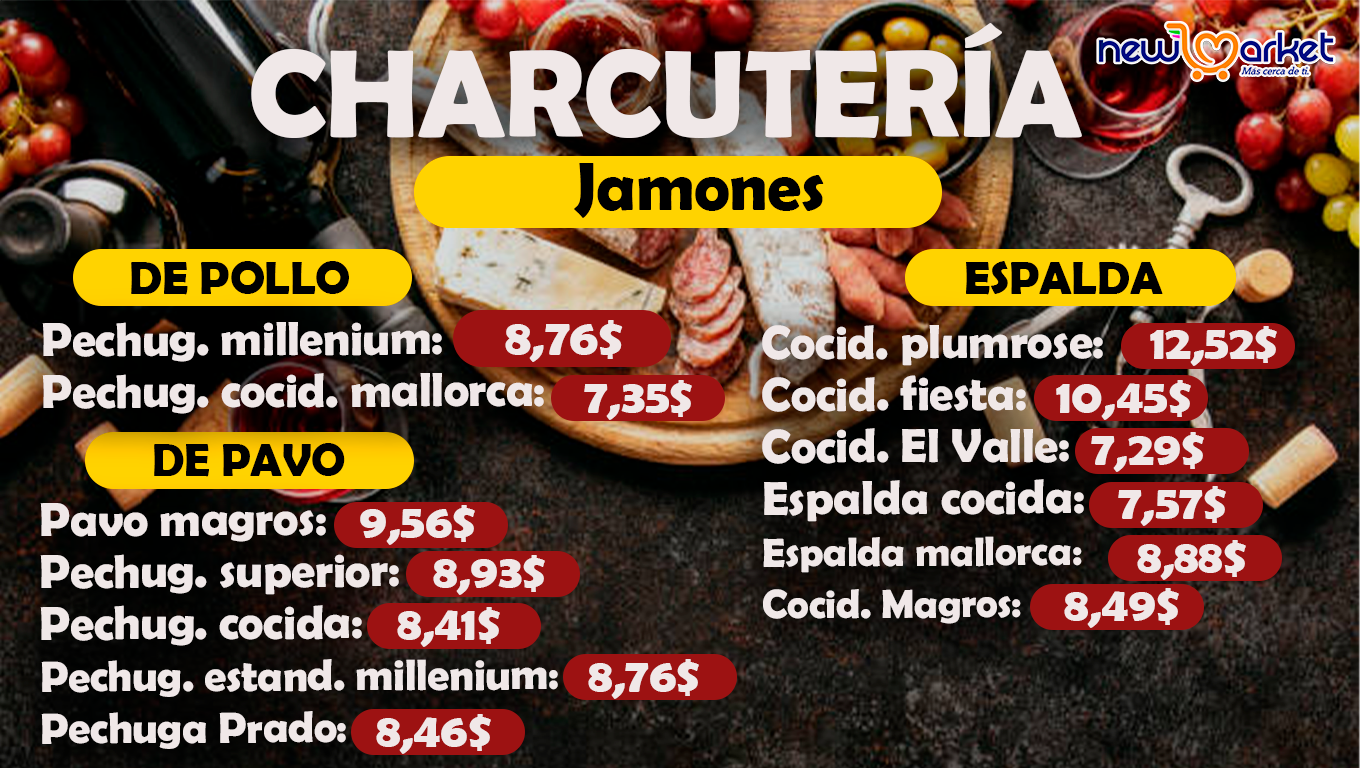 CHARCUTERÍA
new market
Más cerca de ti.
Jamones
DE POLLO
Pechug. millenium: 8,76$
Pechug. cocid. mallorca: 7,35$
DE PAVO
Pavo magros: 9,56$
Pechug. superior: 8,93$
Pechug. cocida: 8,41$
Pechug. estand. millenium: 8,76$
Pechuga Prado: 8,46$
ESPALDA
Cocid. plumrose: 12,52$
Cocid. fiesta: 10,45$
Cocid. El Valle: 7,29$
Espalda cocida: 7,57$
Espalda mallorca: 8,88$
Cocid. Magros: 8,49$